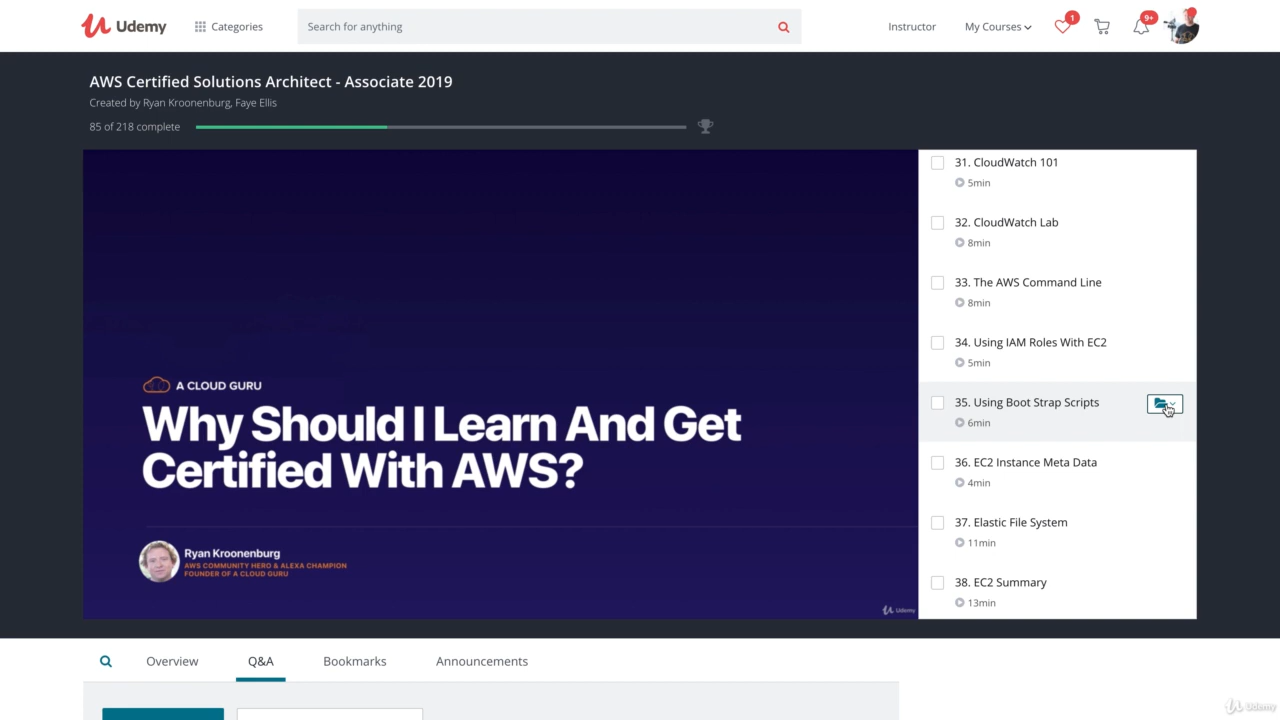 Udemy
Categories
Search for anything
Instructor
My Courses
1
9+
AWS Certified Solutions Architect - Associate 2019
Created by Ryan Kroonenburg, Faye Ellis
85 of 218 complete
A CLOUD GURU
Why Should I Learn And Get
Certified With AWS?
Ryan Kroonenburg
AWS COMMUNITY HERO & ALEXA CHAMPION
FOUNDER OF A CLOUD GURU
Udemy
31. CloudWatch 101
5min
32. CloudWatch Lab
8min
33. The AWS Command Line
8min
34. Using IAM Roles With EC2
5min
35. Using Boot Strap Scripts
6min
36. EC2 Instance Meta Data
4min
37. Elastic File System
11min
38. EC2 Summary
13min
Overview
Q&A
Bookmarks
Announcements
Udemy